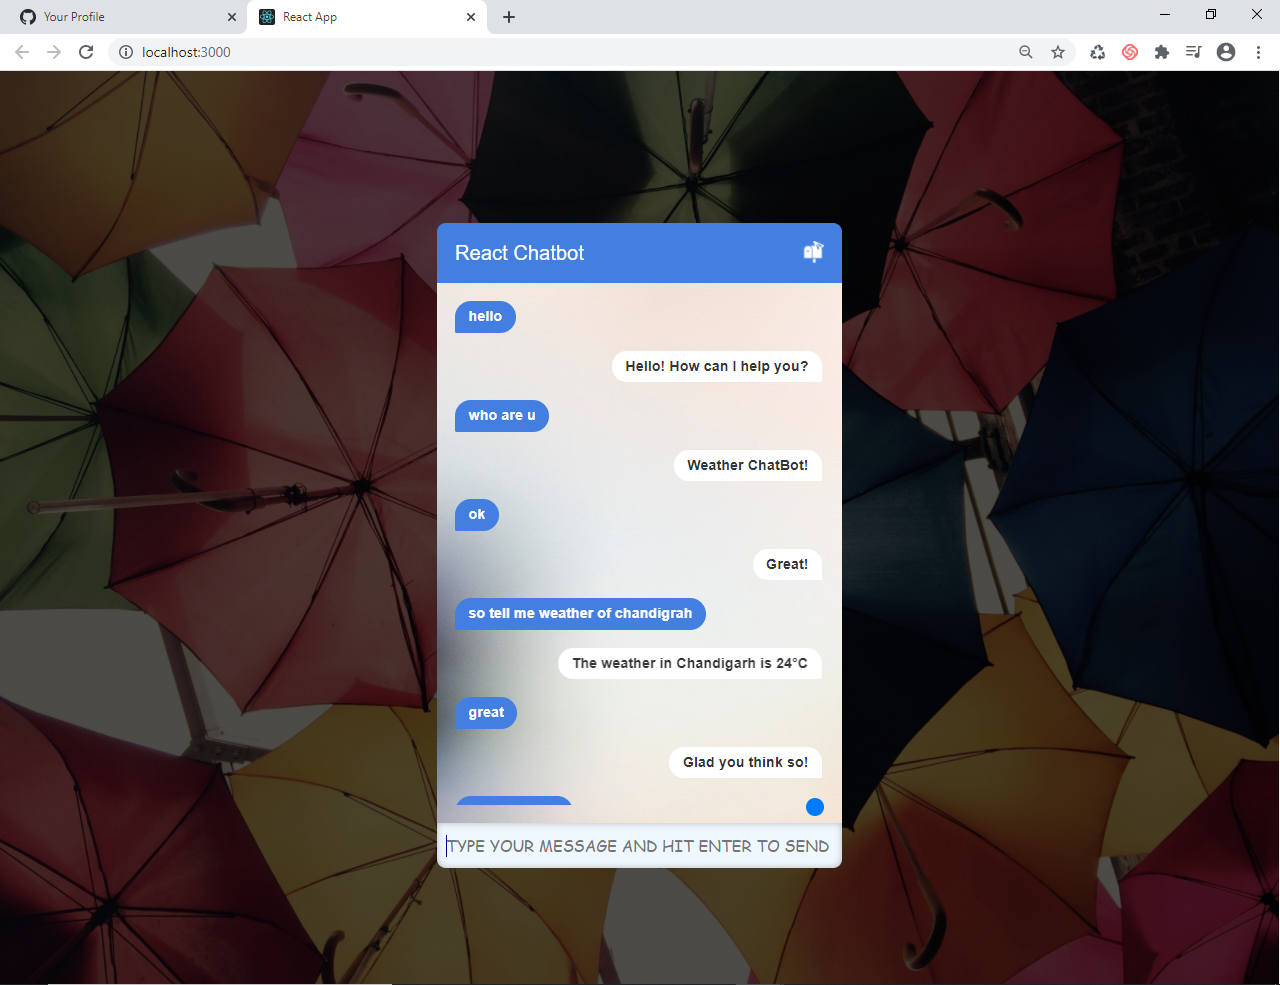 Your Profile
React App
localhost:3000
React Chatbot
hello
Hello! How can I help you?
who are u
Weather ChatBot!
ok
Great!
so tell me weather of chandigrah
The weather in Chandigarh is 24°C
great
Glad you think so!
TYPE YOUR MESSAGE AND HIT ENTER TO SEND